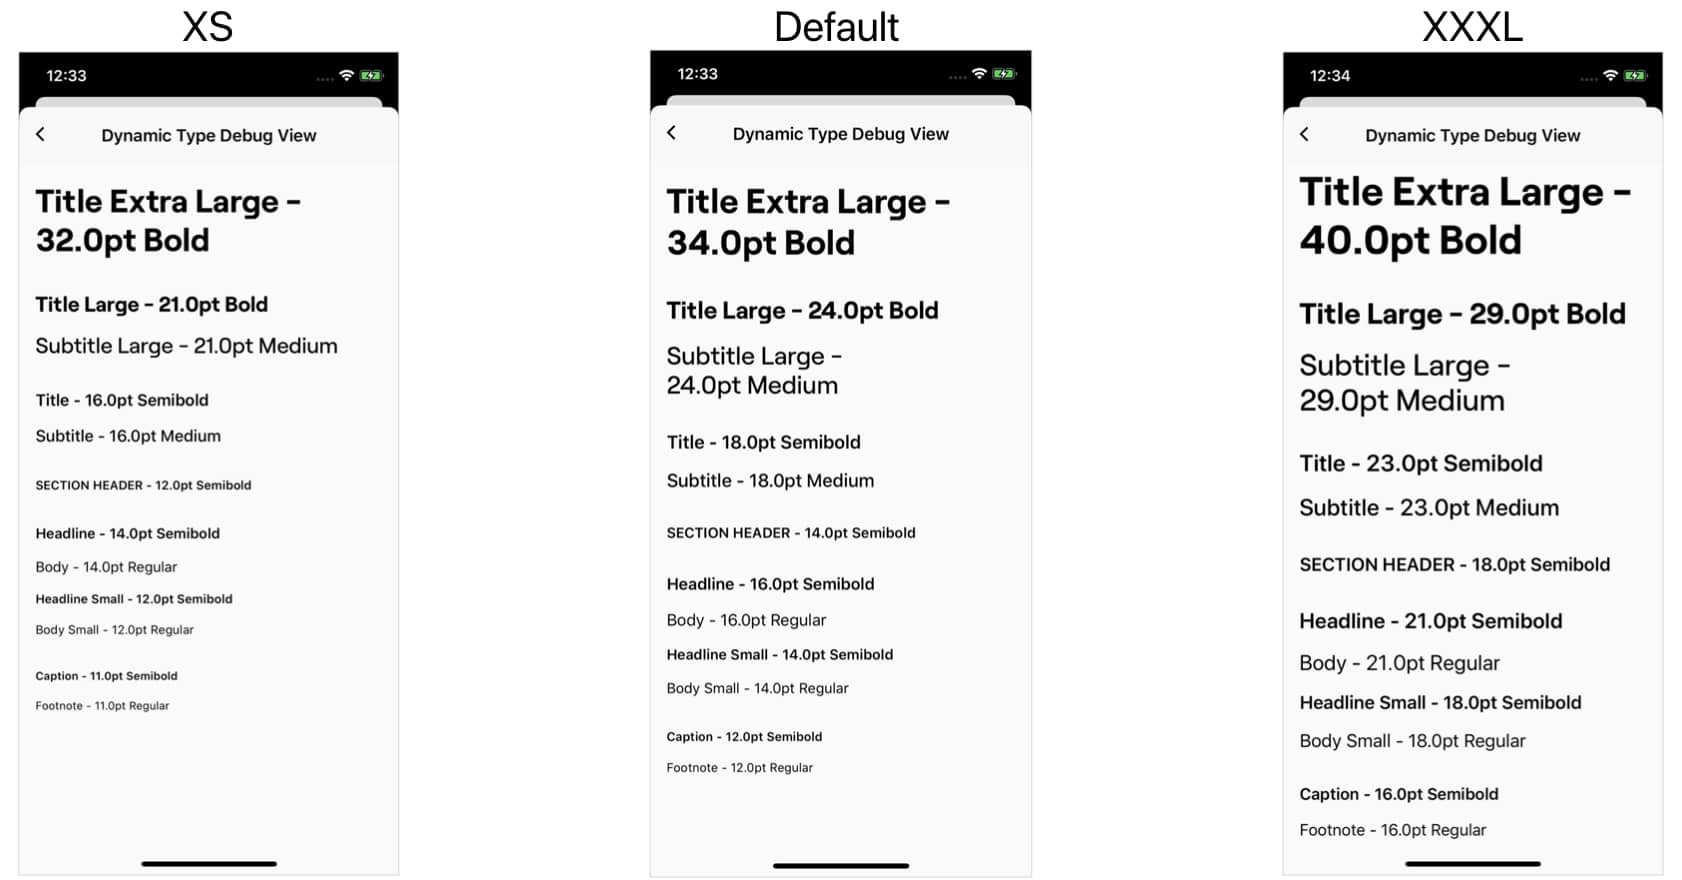 XS
12:33
Dynamic Type Debug View
Title Extra Large -
32.0pt Bold
Title Large - 21.0pt Bold
Subtitle Large - 21.0pt Medium
Title - 16.0pt Semibold
Subtitle - 16.0pt Medium
SECTION HEADER - 12.0pt Semibold
Headline - 14.0pt Semibold
Body - 14.0pt Regular
Headline Small - 12.0pt Semibold
Body Small - 12.0pt Regular
Caption - 11.0pt Semibold
Footnote - 11.0pt Regular
Default
12:33
Dynamic Type Debug View
Title Extra Large -
34.0pt Bold
Title Large - 24.0pt Bold
Subtitle Large -
24.0pt Medium
Title - 18.0pt Semibold
Subtitle - 18.0pt Medium
SECTION HEADER - 14.0pt Semibold
Headline - 16.0pt Semibold
Body - 16.0pt Regular
Headline Small - 14.0pt Semibold
Body Small - 14.0pt Regular
Caption - 12.0pt Semibold
Footnote - 12.0pt Regular
XXXL
12:34
Dynamic Type Debug View
Title Extra Large -
40.0pt Bold
Title Large - 29.0pt Bold
Subtitle Large -
29.0pt Medium
Title - 23.0pt Semibold
Subtitle - 23.0pt Medium
SECTION HEADER - 18.0pt Semibold
Headline - 21.0pt Semibold
Body - 21.0pt Regular
Headline Small - 18.0pt Semibold
Body Small - 18.0pt Regular
Caption - 16.0pt Semibold
Footnote - 16.0pt Regular